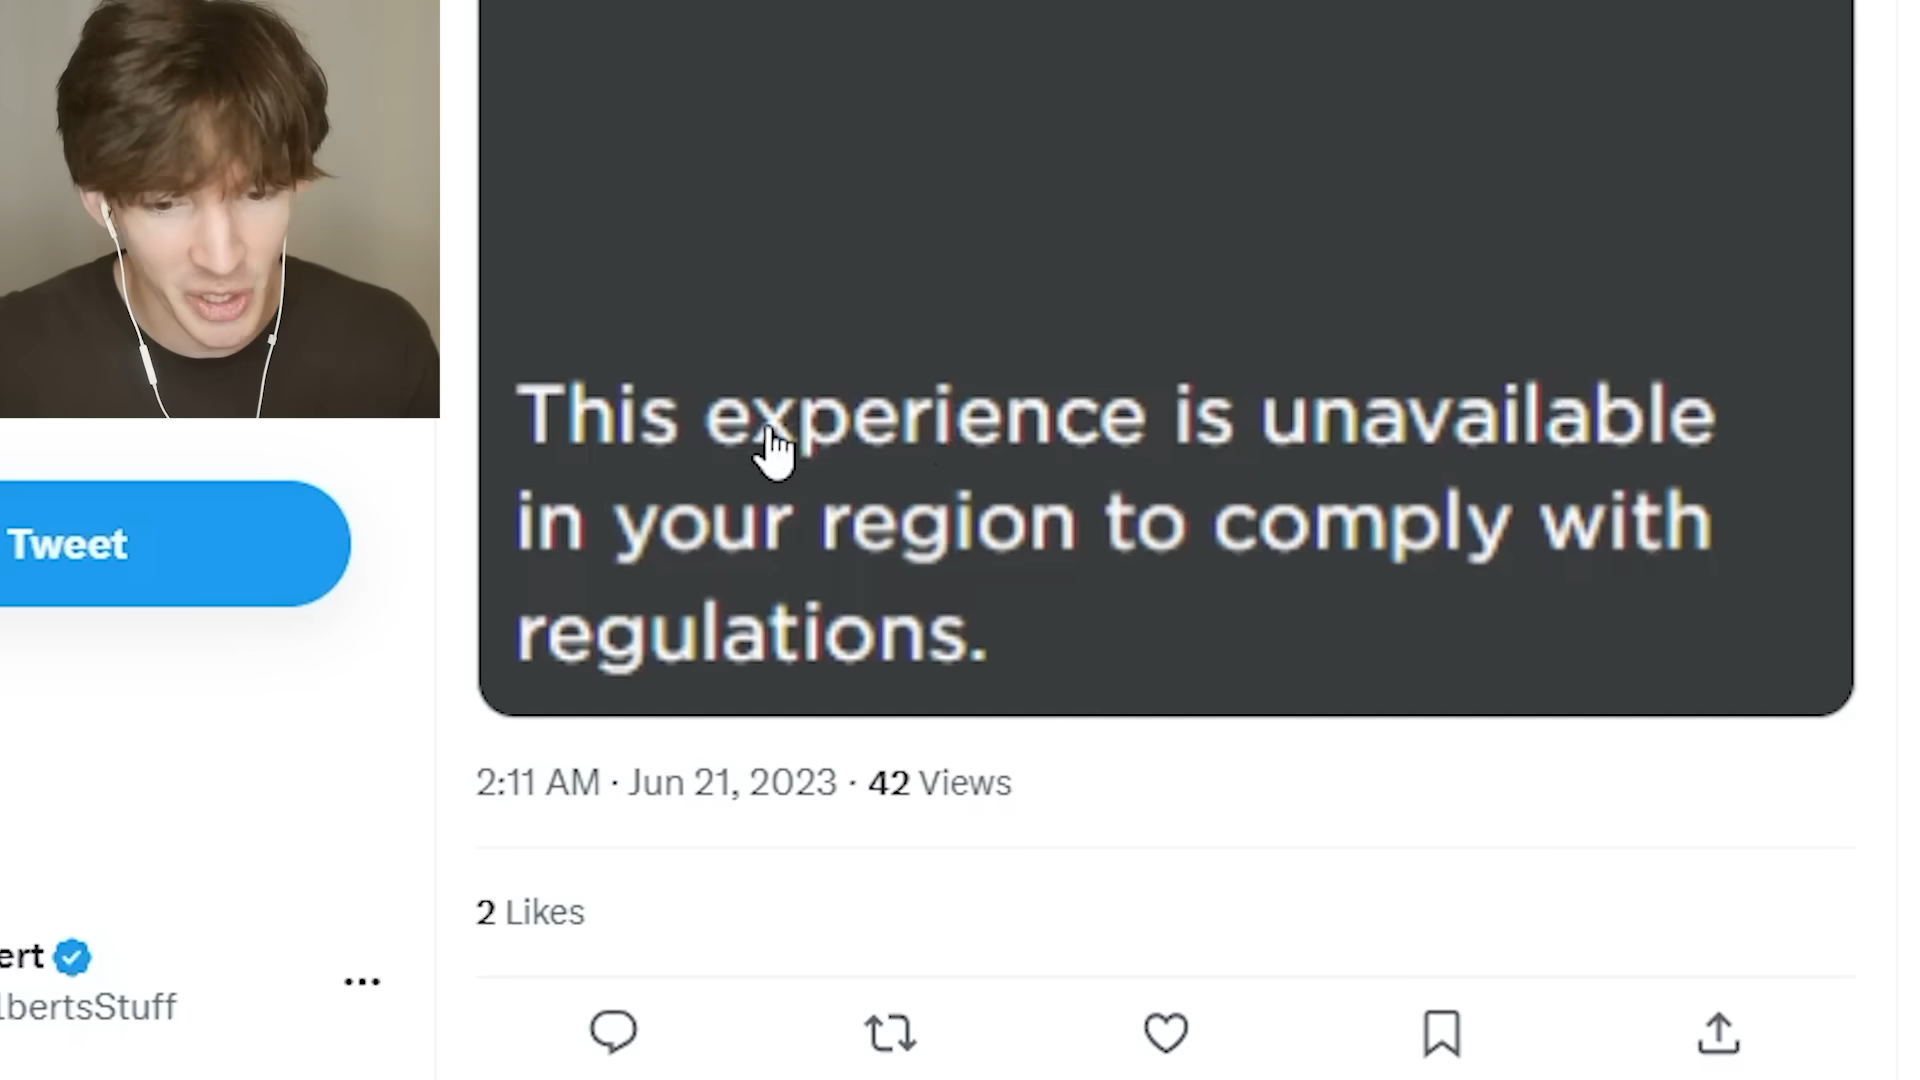 This experience is unavailable
in your region to comply with
regulations.
Tweet
2:11 AM · Jun 21, 2023 · 42 Views
2 Likes
ert
lbertsStuff